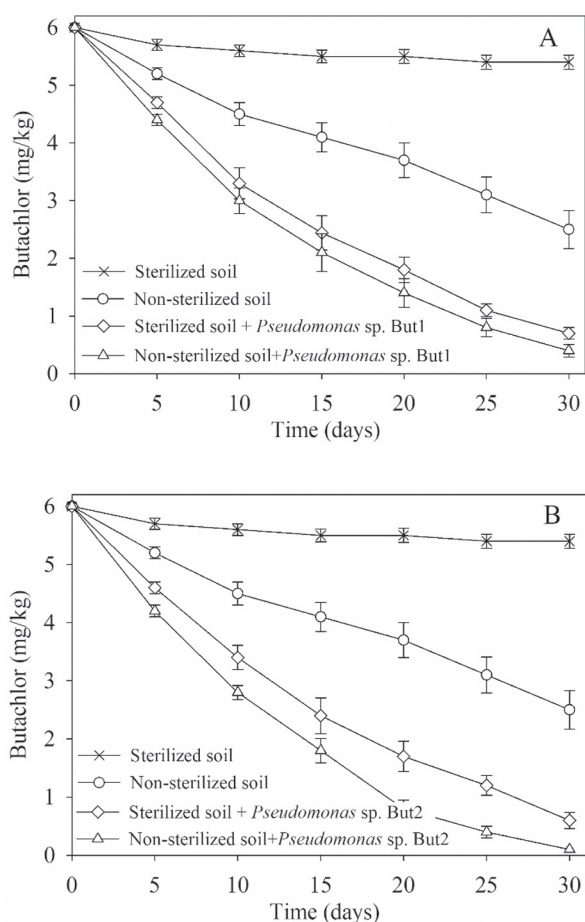 A
6
5
4
3
2
1
0
Butachlor (mg/kg)
Sterilized soil
Non-sterilized soil
Sterilized soil + Pseudomonas sp. But1
Non-sterilized soil+Pseudomonas sp. But1
0 5 10 15 20 25 30
Time (days)
B
6
5
4
3
2
1
0
Butachlor (mg/kg)
Sterilized soil
Non-sterilized soil
Sterilized soil + Pseudomonas sp. But2
Non-sterilized soil+Pseudomonas sp. But2
0 5 10 15 20 25 30
Time (days)